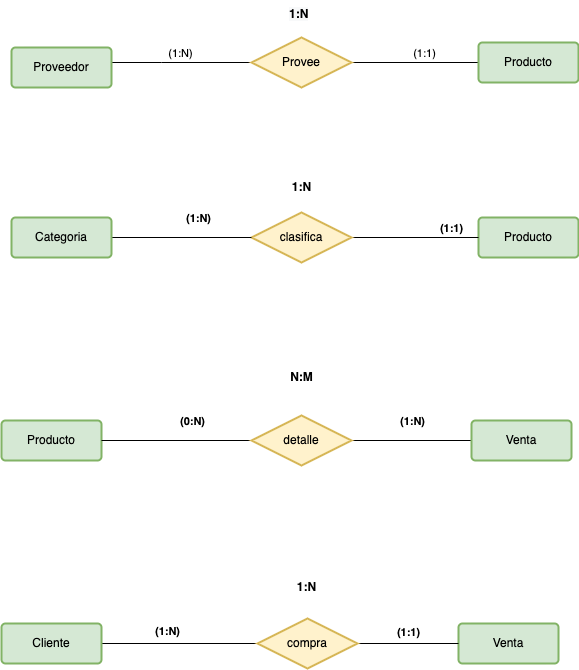 1:N
Proveedor (1:N) Provee (1:1) Producto
1:N
Categoria (1:N) clasifica (1:1) Producto
N:M
Producto (0:N) detalle (1:N) Venta
1:N
Cliente (1:N) compra (1:1) Venta